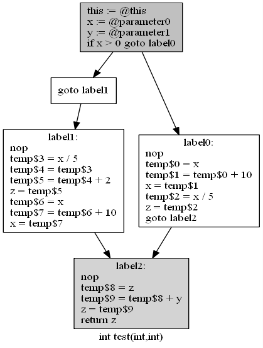 this := @this
x := @parameter0
y := @parameter1
if x > 0 goto label0
goto label1
label1:
nop
temp$3 = x / 5
temp$4 = temp$3
temp$5 = temp$4 + 2
z = temp$5
temp$6 = x
temp$7 = temp$6 + 10
x = temp$7
label0:
nop
temp$0 = x
temp$1 = temp$0 + 10
x = temp$1
temp$2 = x / 5
z = temp$2
goto label2
label2:
nop
temp$8 = z
temp$9 = temp$8 + y
z = temp$9
return z
int test(int,int)